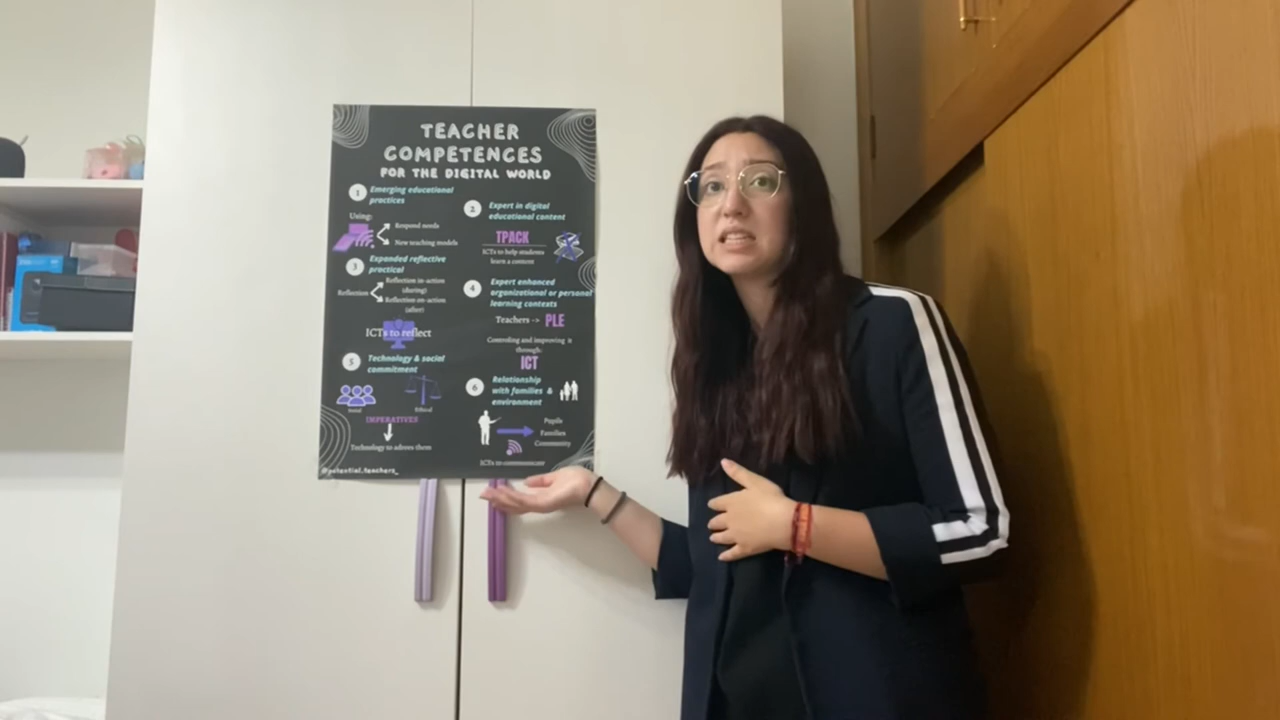 TEACHER
COMPETENCES
FOR THE DIGITAL WORLD
1
Emerging educational
practices
Using:
Respond needs
New teaching models
2
Expert in digital
educational content
TPACK
ICTs to help students
learn a content
3
Expanded reflective
practical
Reflection
Reflection in-action
(during)
Reflection on-action
(after)
ICTs to reflect
4
Expert enhanced
organizational or personal
learning contexts
Teachers -> PLE
Controling and improving it
through:
ICT
5
Technology & social
commitment
Social
Ethical
IMPERATIVES
Technology to adress them
6
Relationship
with families &
environment
Pupils
Families
Community
ICTs to communicate
@potential.teachers_